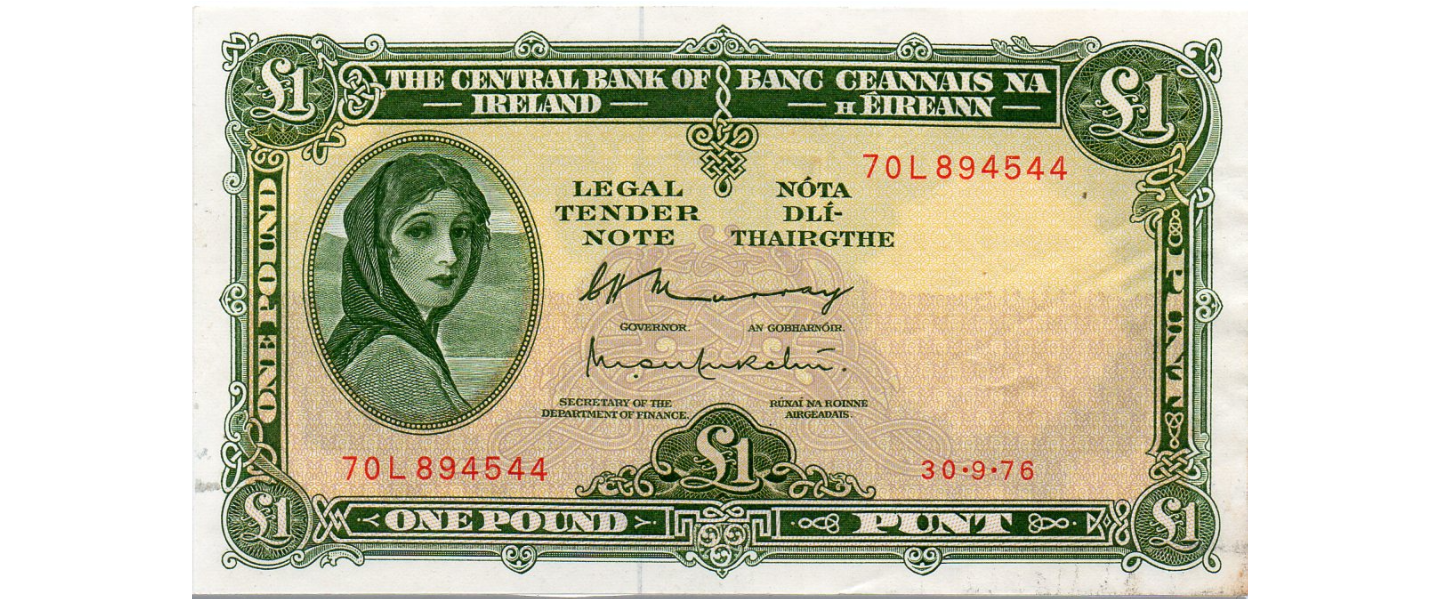 £1
THE CENTRAL BANK OF
— IRELAND —
BANC CEANNAIS NA
— H ÉIREANN —
£1
70L 894544
LEGAL
TENDER
NOTE
NÓTA
DLÍ-
THAIRGTHE
GOVERNOR.
AN GOBHARNÓIR.
SECRETARY OF THE
DEPARTMENT OF FINANCE.
RÚNAÍ NA ROINNE
AIRGEADAIS.
ONE POUND
70L 894544
£1
30·9·76
£1
ONE POUND
PUNT
£1